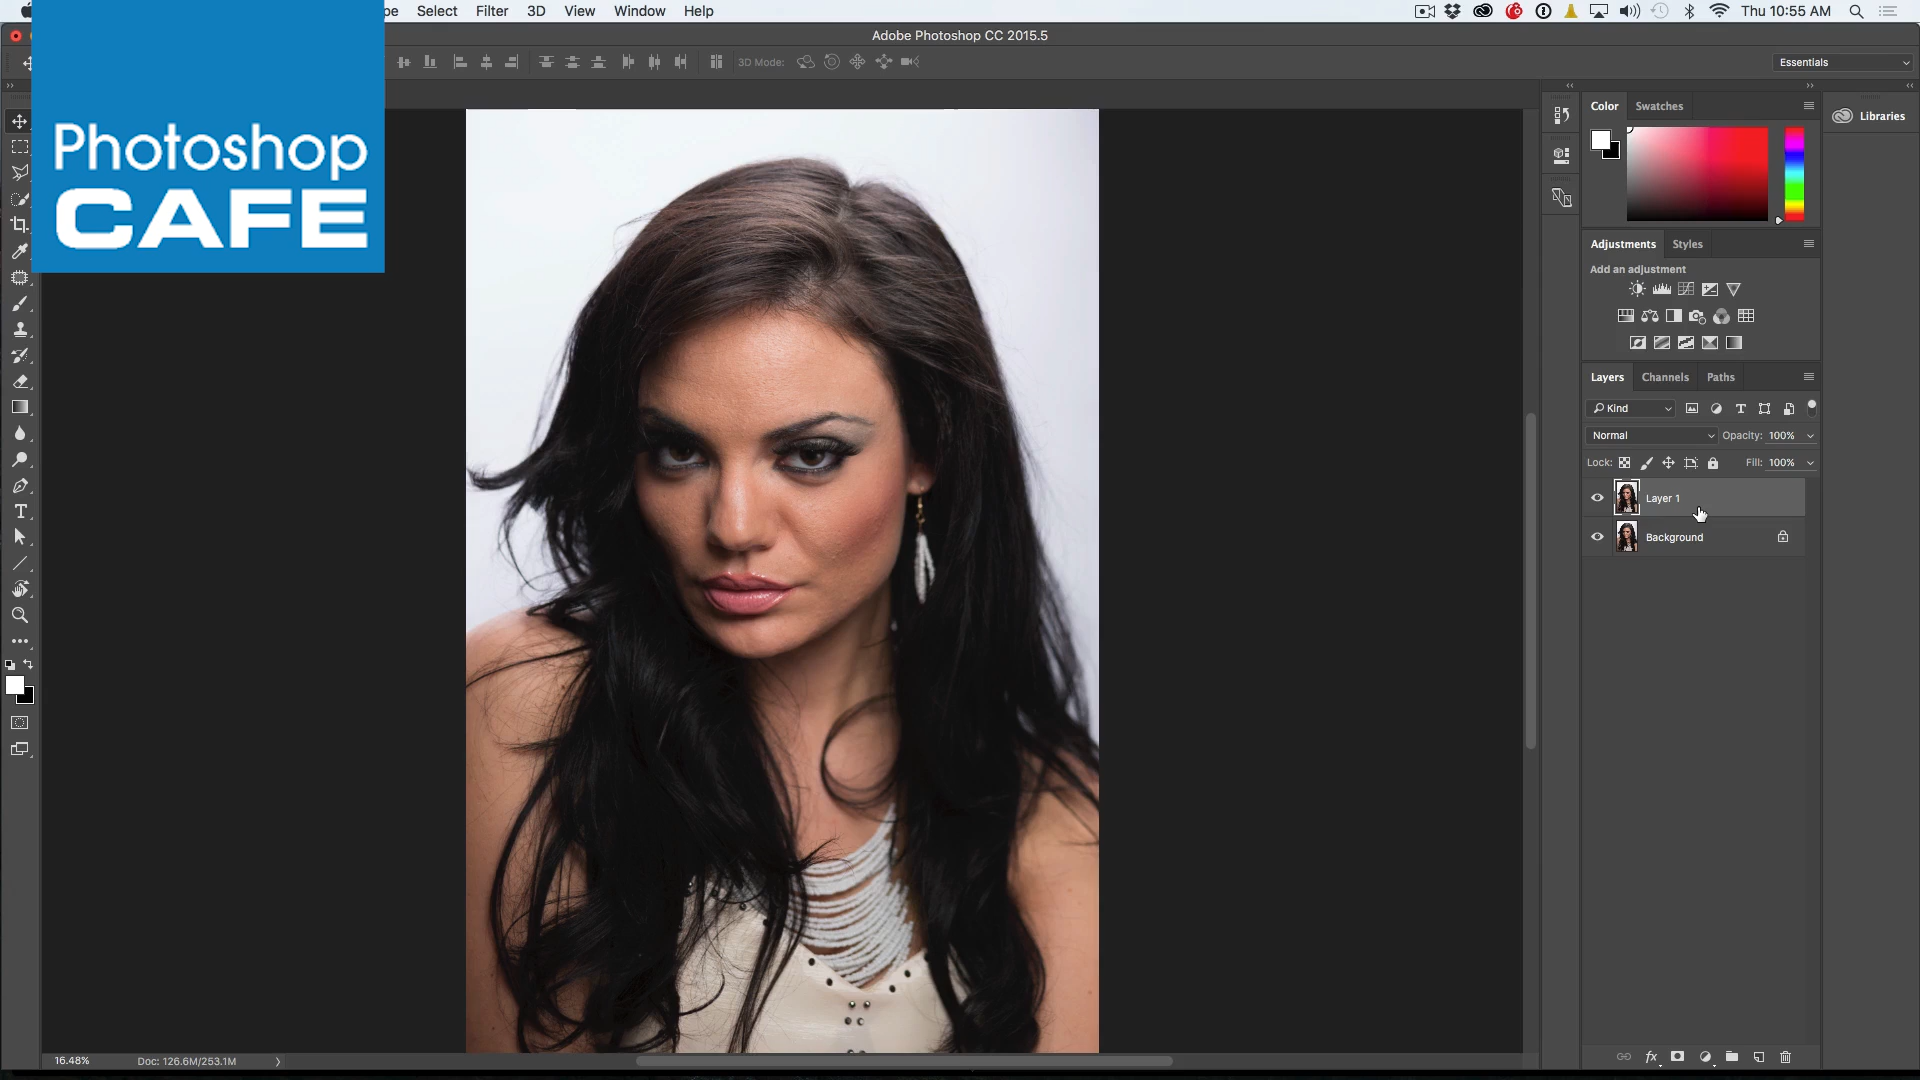 pe Select Filter 3D View Window Help
Thu 10:55 AM
Adobe Photoshop CC 2015.5
3D Mode:
Essentials
Photoshop
CAFE
Color Swatches
Libraries
Adjustments Styles
Add an adjustment
Layers Channels Paths
Kind
Normal Opacity: 100%
Lock: Fill: 100%
Layer 1
Background
16.48% Doc: 126.6M/253.1M
fx